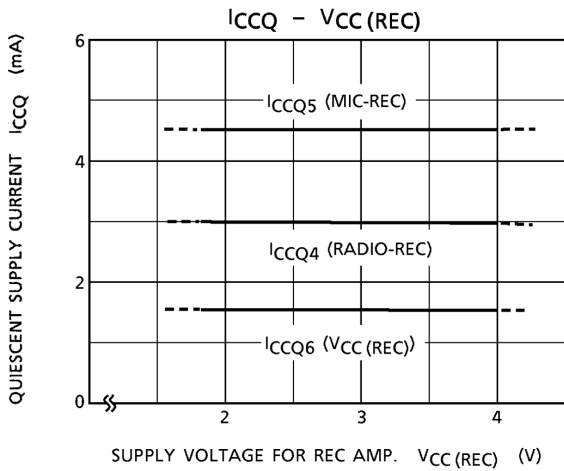 ICCQ – VCC (REC)
QUIESCENT SUPPLY CURRENT ICCQ (mA)
6
4
2
0
ICCQ5 (MIC-REC)
ICCQ4 (RADIO-REC)
ICCQ6 (VCC (REC))
2 3 4
SUPPLY VOLTAGE FOR REC AMP. VCC (REC) (V)